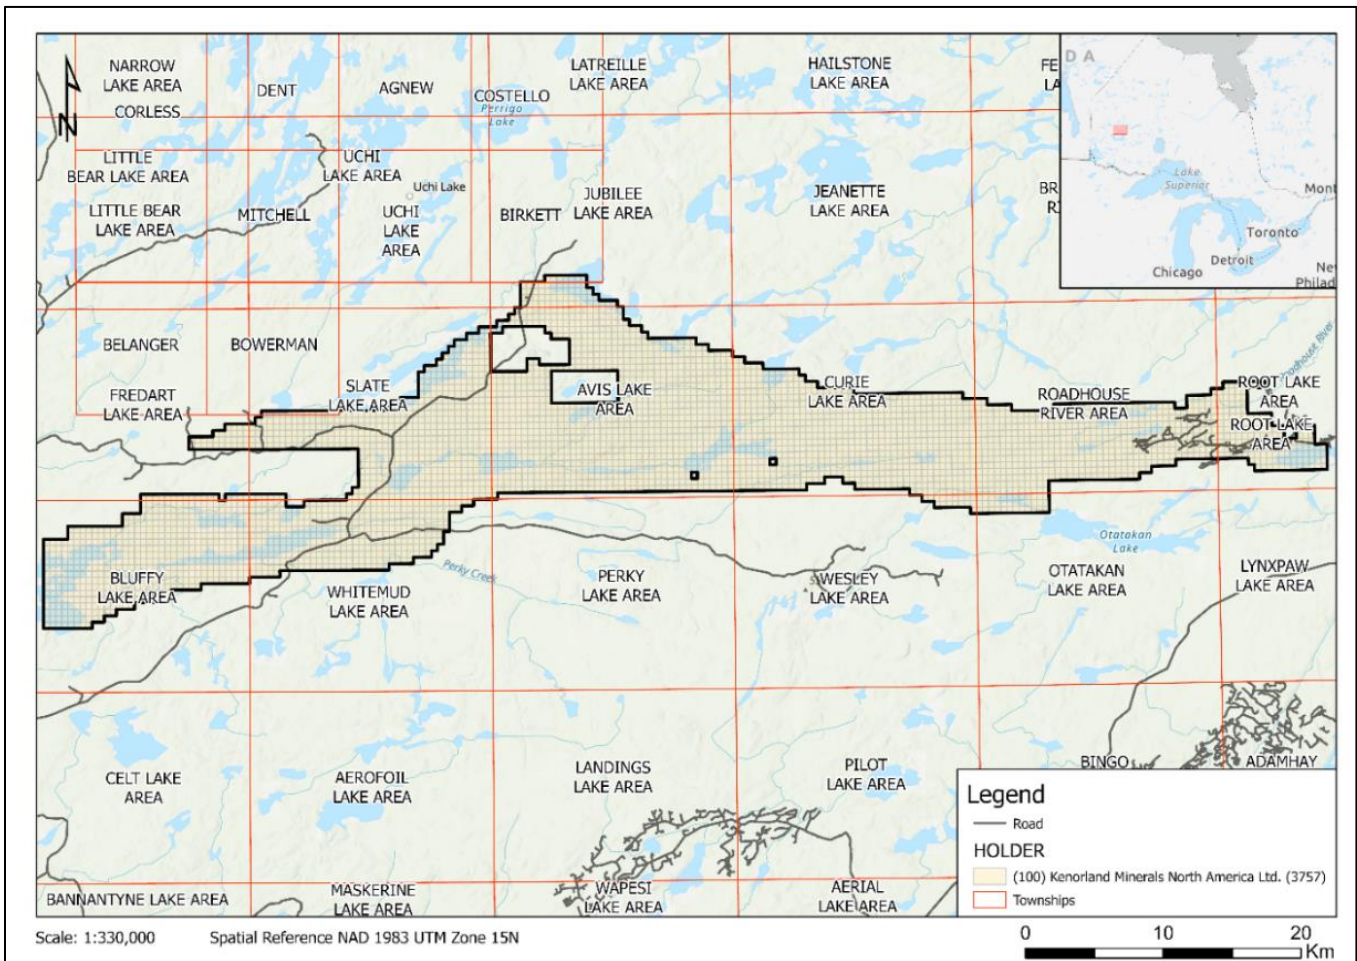 N
NARROW
LAKE AREA
CORLESS
DENT
AGNEW
COSTELLO
Perrigo
Lake
LATREILLE
LAKE AREA
HAILSTONE
LAKE AREA
FE
LA
D A
Lake
Superior
Mont
Toronto
Detroit
Chicago
Ne
Philad
LITTLE
BEAR LAKE AREA
UCHI
LAKE AREA
Uchi Lake
LITTLE BEAR
LAKE AREA
MITCHELL
UCHI
LAKE
AREA
BIRKETT
JUBILEE
LAKE AREA
JEANETTE
LAKE AREA
BR
RI
BELANGER
BOWERMAN
FREDART
LAKE AREA
SLATE
LAKE AREA
AVIS LAKE
AREA
CURIE
LAKE AREA
ROADHOUSE
RIVER AREA
ROOT LAKE
AREA
ROOT LAKE
AREA
Otatakan
Lake
BLUFFY
LAKE AREA
Perky Creek
WHITEMUD
LAKE AREA
PERKY
LAKE AREA
WESLEY
LAKE AREA
OTATAKAN
LAKE AREA
LYNXPAW
LAKE AREA
CELT LAKE
AREA
AEROFOIL
LAKE AREA
LANDINGS
LAKE AREA
PILOT
LAKE AREA
BINGO
ADAMHAY
BANNANTYNE LAKE AREA
MASKERINE
LAKE AREA
WAPESI
LAKE AREA
AERIAL
LAKE AREA
Legend
Road
HOLDER
(100) Kenorland Minerals North America Ltd. (3757)
Townships
Scale: 1:330,000 Spatial Reference NAD 1983 UTM Zone 15N
0 10 20
Km